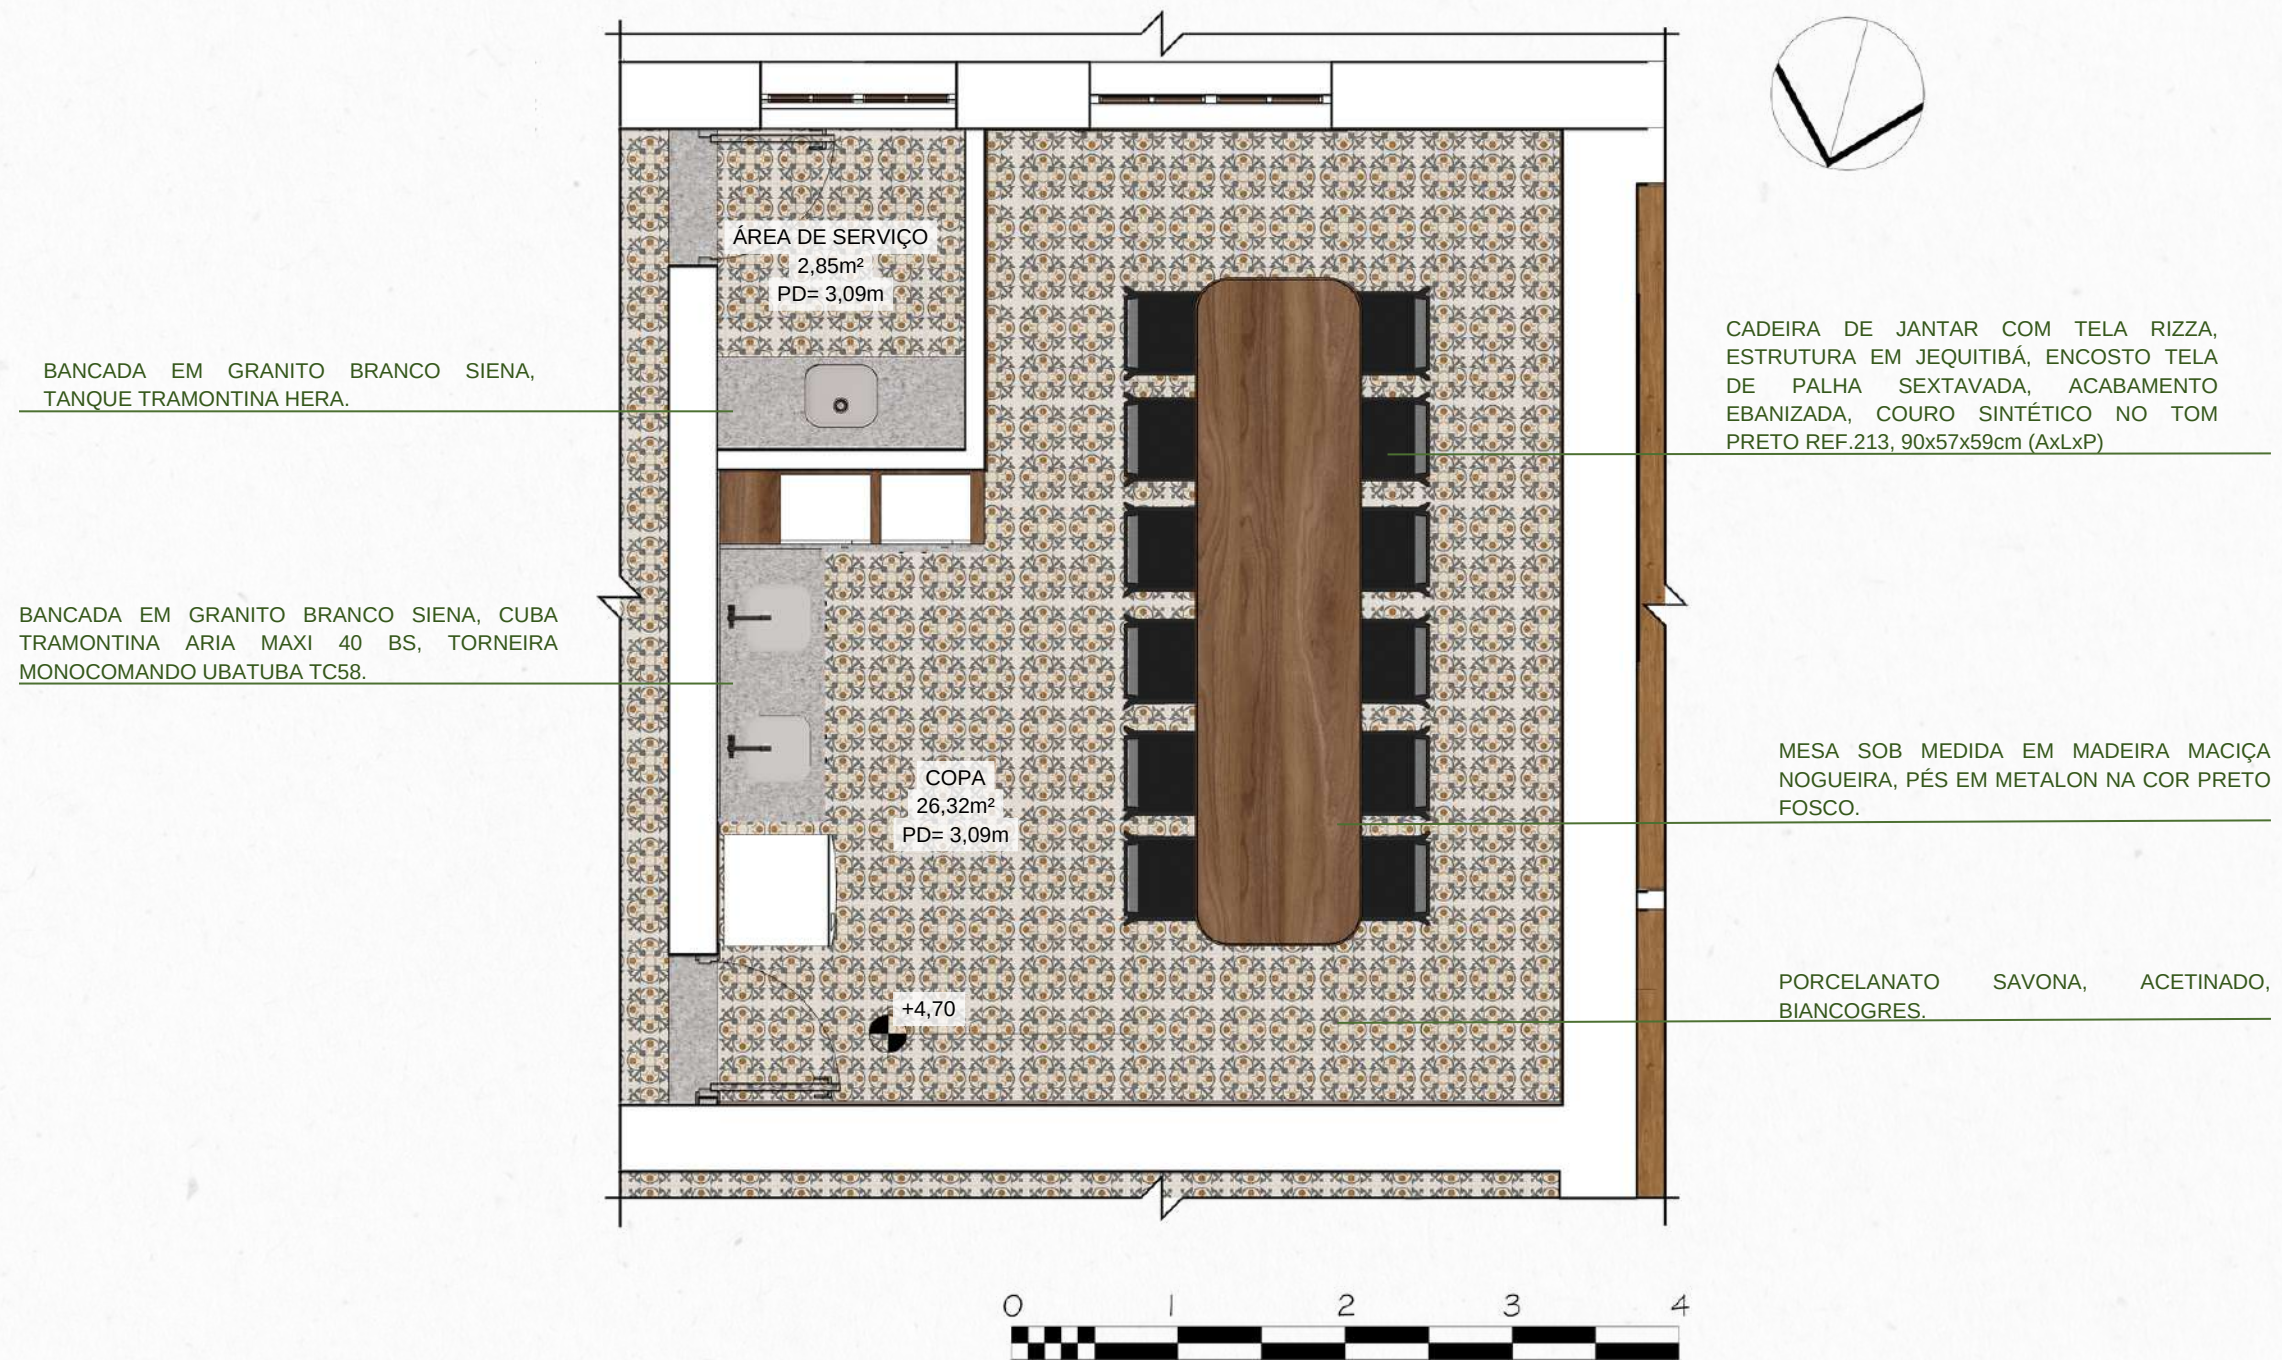 ÁREA DE SERVIÇO
2,85m²
PD= 3,09m
BANCADA EM GRANITO BRANCO SIENA,
TANQUE TRAMONTINA HERA.
CADEIRA DE JANTAR COM TELA RIZZA,
ESTRUTURA EM JEQUITIBÁ, ENCOSTO TELA
DE PALHA SEXTAVADA, ACABAMENTO
EBANIZADA, COURO SINTÉTICO NO TOM
PRETO REF.213, 90x57x59cm (AxLxP)
BANCADA EM GRANITO BRANCO SIENA, CUBA
TRAMONTINA ARIA MAXI 40 BS, TORNEIRA
MONOCOMANDO UBATUBA TC58.
COPA
26,32m²
PD= 3,09m
MESA SOB MEDIDA EM MADEIRA MACIÇA
NOGUEIRA, PÉS EM METALON NA COR PRETO
FOSCO.
+4,70
PORCELANATO SAVONA, ACETINADO,
BIANCOGRES.
0 1 2 3 4